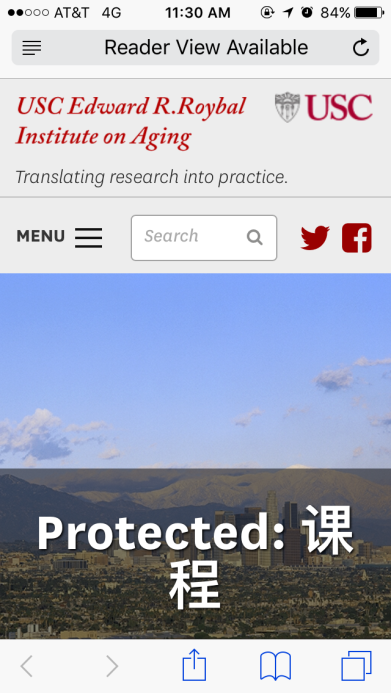 AT&T 4G 11:30 AM 84%
Reader View Available
USC Edward R.Roybal
Institute on Aging
USC
Translating research into practice.
MENU
Search
Protected: 课
程